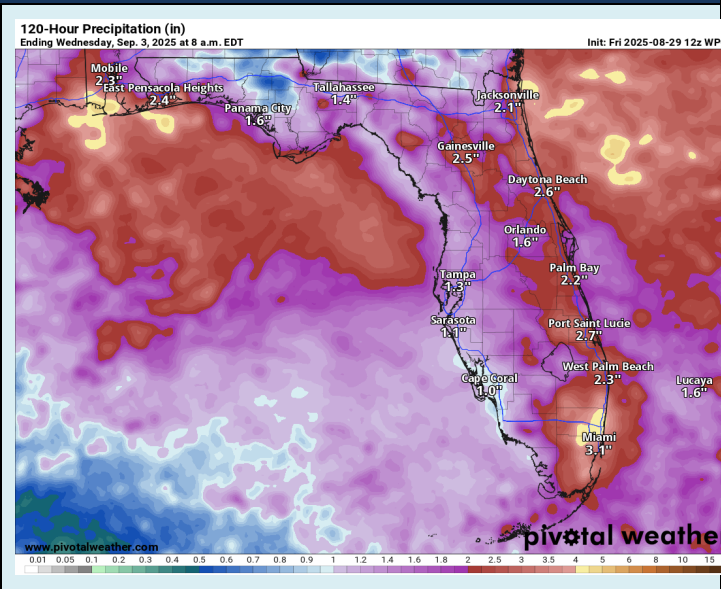 120-Hour Precipitation (in)
Ending Wednesday, Sep. 3, 2025 at 8 a.m. EDT
Init: Fri 2025-08-29 12z WP
Mobile
2.3"
East Pensacola Heights
2.4"
Panama City
1.6"
Tallahassee
1.4"
Jacksonville
2.1"
Gainesville
2.5"
Daytona Beach
2.6"
Orlando
1.6"
Palm Bay
2.2"
Tampa
1.3"
Sarasota
1.1"
Port Saint Lucie
2.7"
West Palm Beach
2.3"
Lucaya
1.6"
Cape Coral
1.0"
Miami
3.1"
www.pivotalweather.com
pivotal weathe
0.01 0.05 0.1 0.2 0.3 0.4 0.5 0.6 0.7 0.8 0.9 1 1.2 1.4 1.6 1.8 2 2.5 3 3.5 4 5 6 8 10 15